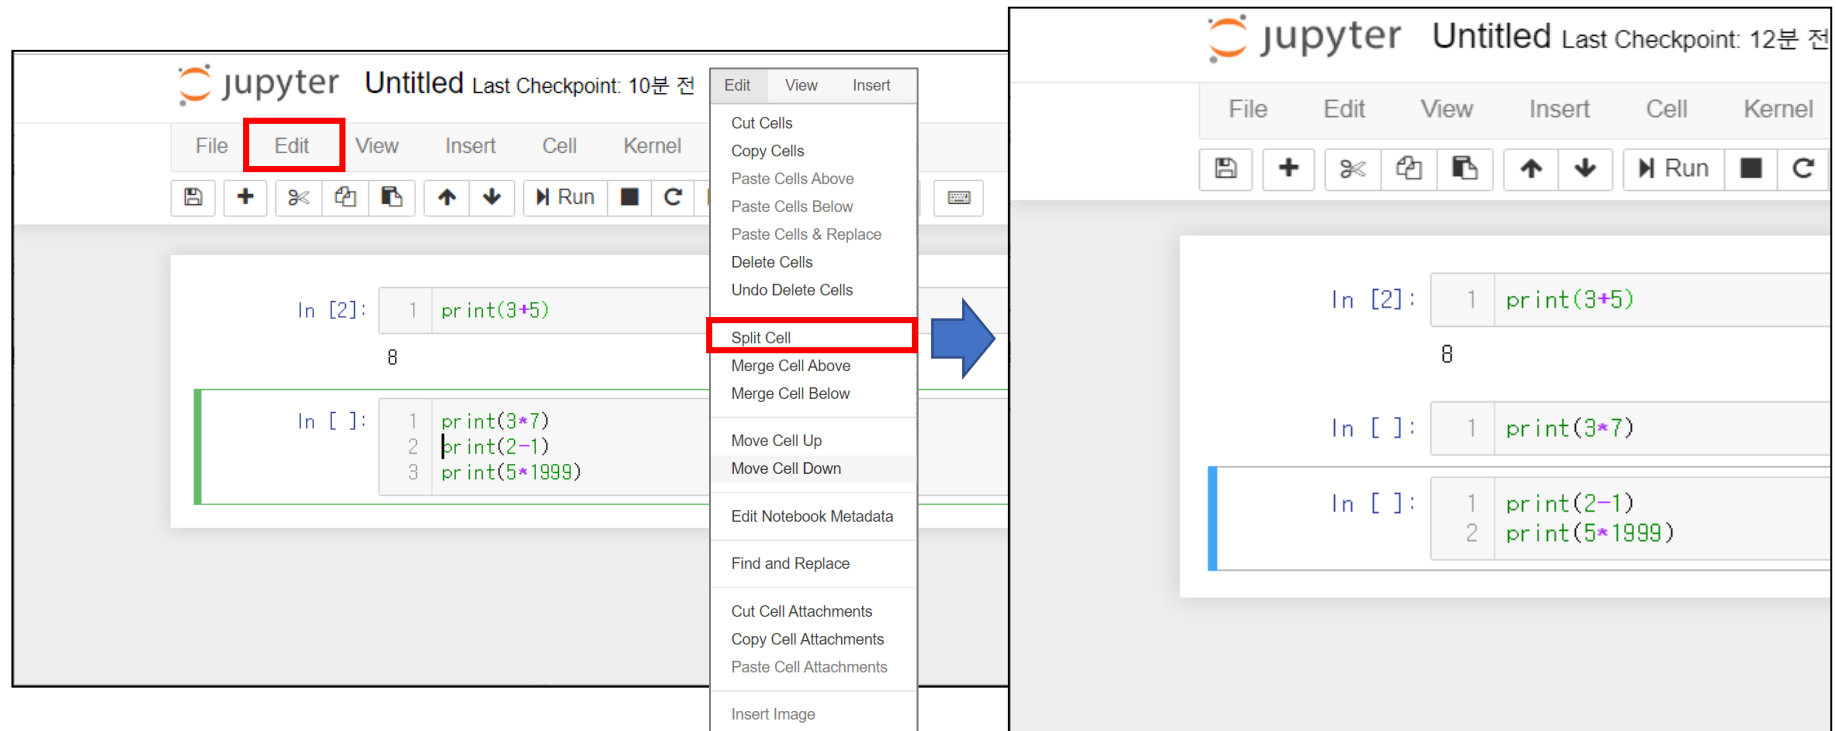 jupyter Untitled Last Checkpoint: 10분 전
File Edit View Insert Cell Kernel
Run
In [2]: 1 print(3+5)
8
In [ ]: 1 print(3*7)
2 print(2-1)
3 print(5*1999)
Edit View Insert
Cut Cells
Copy Cells
Paste Cells Above
Paste Cells Below
Paste Cells & Replace
Delete Cells
Undo Delete Cells
Split Cell
Merge Cell Above
Merge Cell Below
Move Cell Up
Move Cell Down
Edit Notebook Metadata
Find and Replace
Cut Cell Attachments
Copy Cell Attachments
Paste Cell Attachments
Insert Image
jupyter Untitled Last Checkpoint: 12분 전
File Edit View Insert Cell Kernel
Run
In [2]: 1 print(3+5)
8
In [ ]: 1 print(3*7)
In [ ]: 1 print(2-1)
2 print(5*1999)